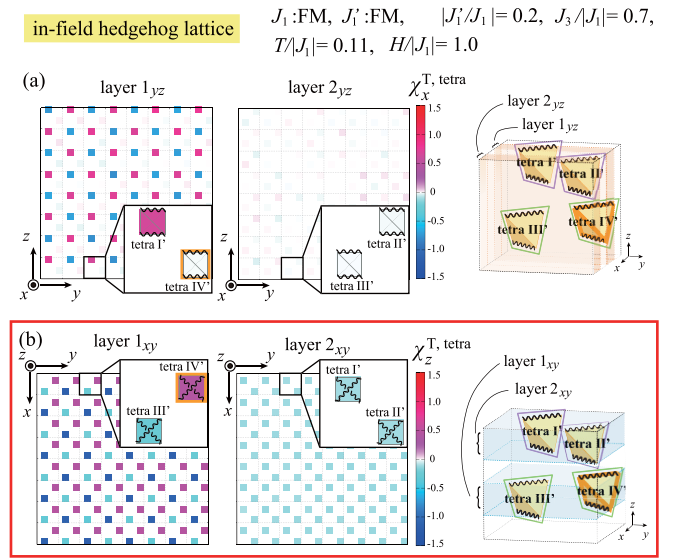 in-field hedgehog lattice
J₁ :FM, J₁' :FM, |J₁'/J₁| = 0.2, J₃/|J₁| = 0.7,
T/|J₁| = 0.11, H/|J₁| = 1.0
(a)
layer 1yz
layer 2yz
χₓ^T, tetra
1.5
1.0
0.5
0
-0.5
-1.0
-1.5
tetra I'
tetra IV'
tetra II'
tetra III'
z
x
y
z
x
y
layer 2yz
layer 1yz
tetra I'
tetra II'
tetra III'
tetra IV'
z
x
y
(b)
layer 1xy
layer 2xy
χ_z^T, tetra
1.5
1.0
0.5
0
-0.5
-1.0
-1.5
z
y
x
z
y
x
tetra IV'
tetra III'
tetra I'
tetra II'
layer 1xy
layer 2xy
tetra I'
tetra II'
tetra III'
tetra IV'
z
x
y